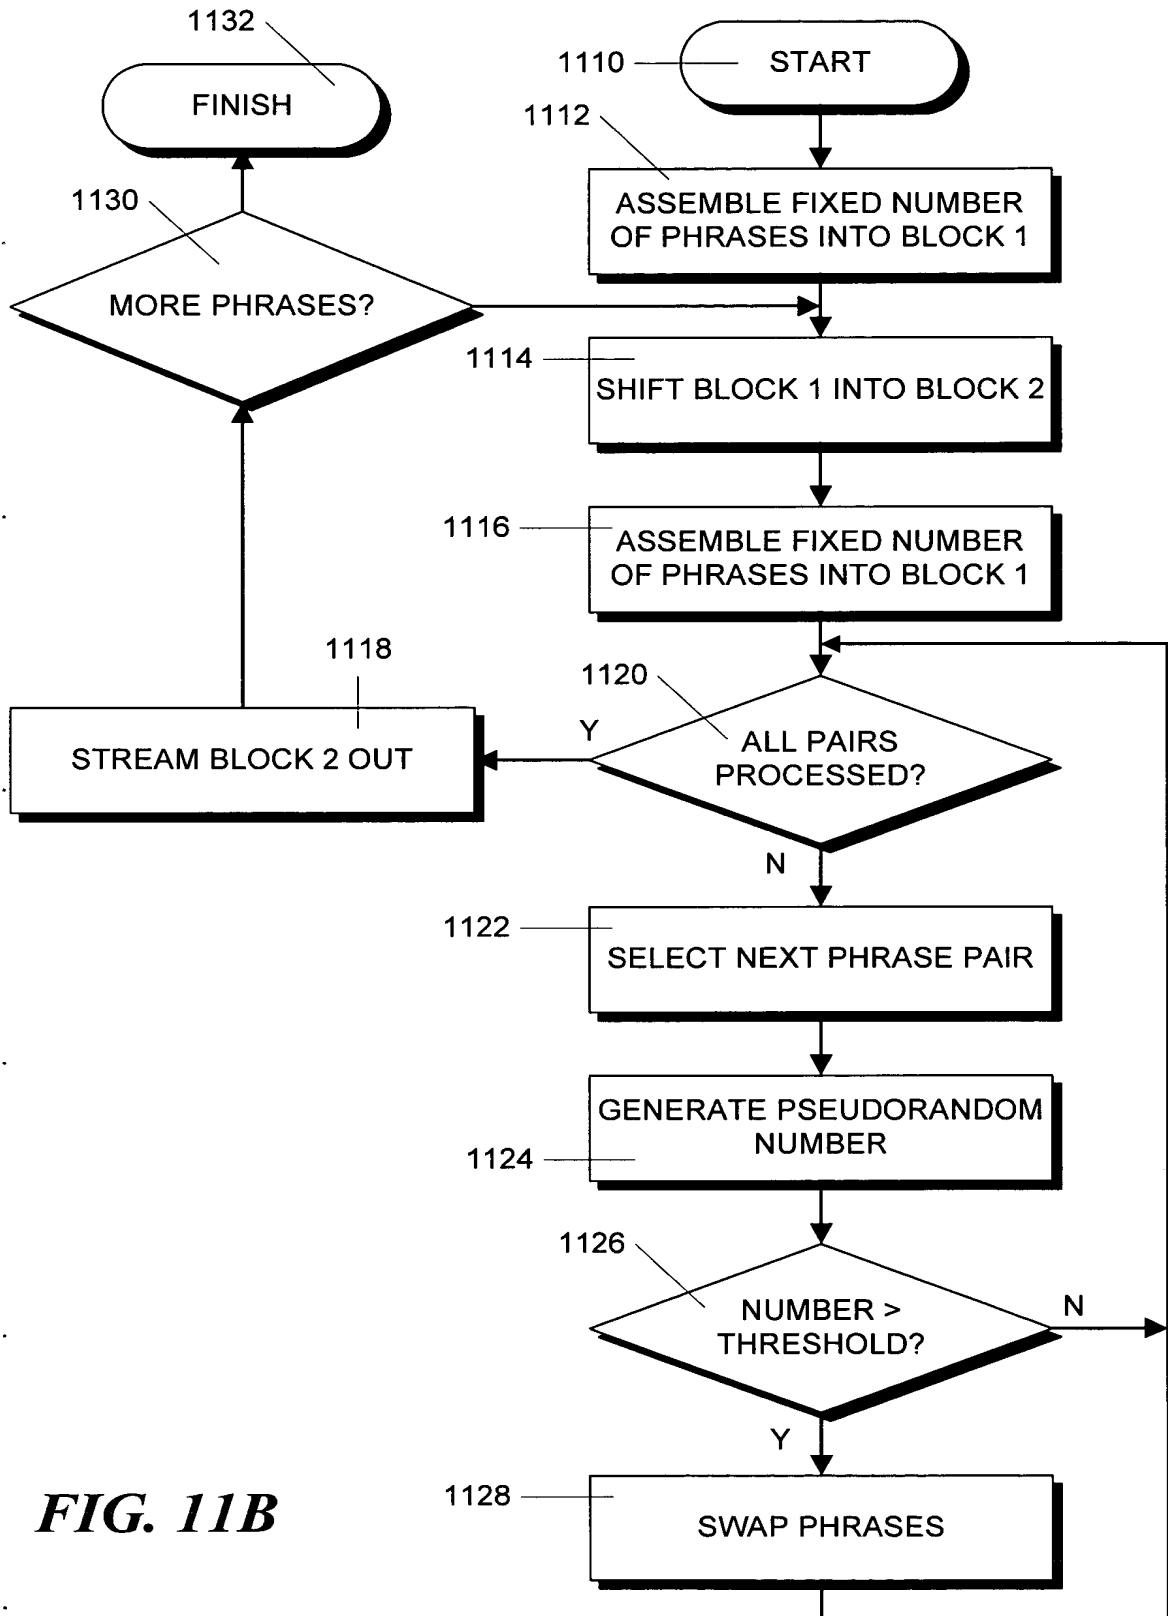 1132
FINISH
1130
MORE PHRASES?
1110
START
1112
ASSEMBLE FIXED NUMBER
OF PHRASES INTO BLOCK 1
1114
SHIFT BLOCK 1 INTO BLOCK 2
1116
ASSEMBLE FIXED NUMBER
OF PHRASES INTO BLOCK 1
1118
STREAM BLOCK 2 OUT
1120
Y
ALL PAIRS
PROCESSED?
N
1122
SELECT NEXT PHRASE PAIR
GENERATE PSEUDORANDOM
NUMBER
1124
1126
NUMBER >
THRESHOLD?
N
Y
1128
SWAP PHRASES
FIG. 11B